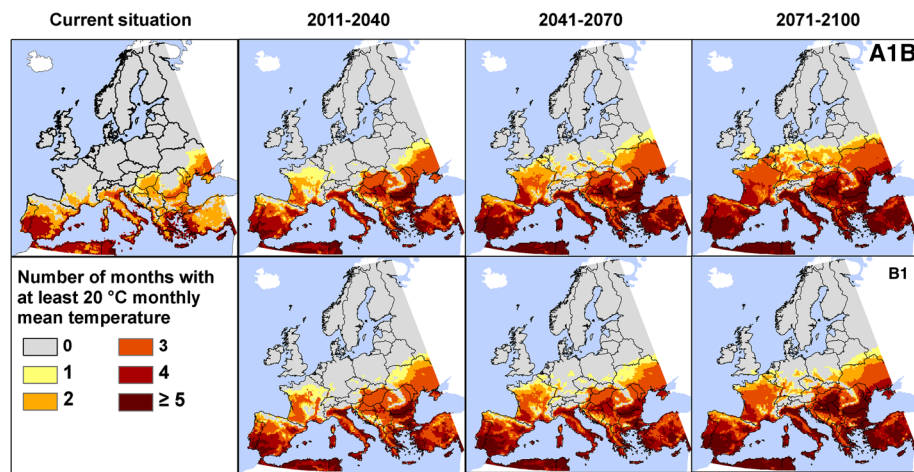 Current situation
2011-2040
2041-2070
2071-2100
A1B
Number of months with
at least 20 °C monthly
mean temperature
0
3
1
4
2
≥ 5
B1